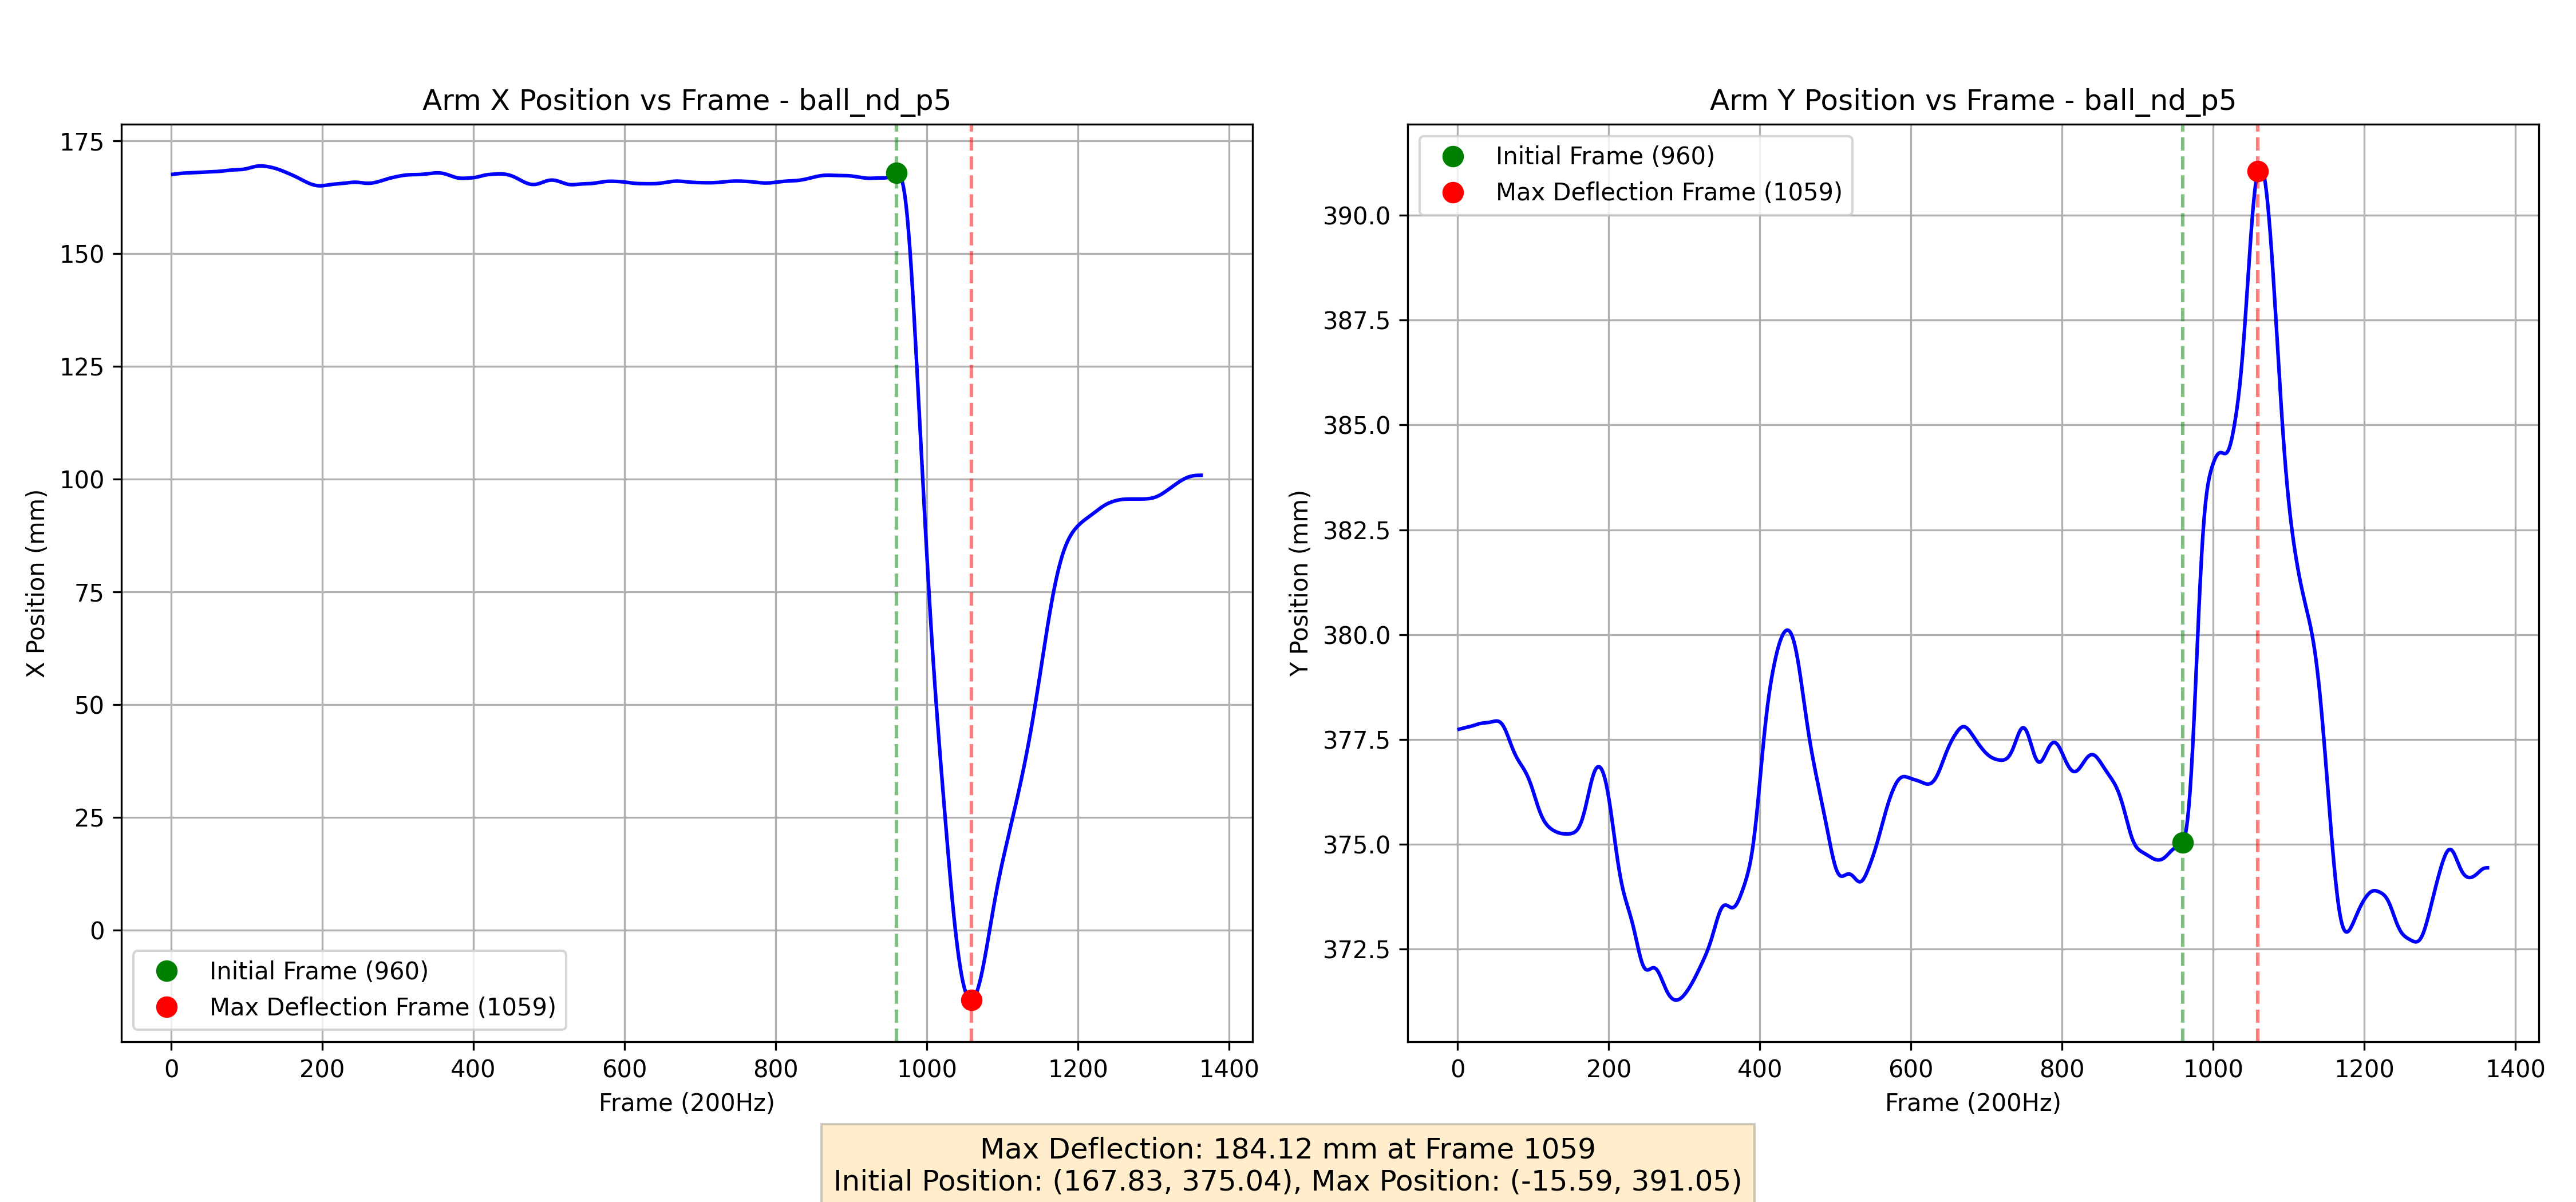 Arm X Position vs Frame - ball_nd_p5
175
150
125
100
75
50
25
0
X Position (mm)
Initial Frame (960)
Max Deflection Frame (1059)
0 200 400 600 800 1000 1200 1400
Frame (200Hz)
Arm Y Position vs Frame - ball_nd_p5
Initial Frame (960)
Max Deflection Frame (1059)
390.0
387.5
385.0
382.5
380.0
377.5
375.0
372.5
Y Position (mm)
0 200 400 600 800 1000 1200 1400
Frame (200Hz)
Max Deflection: 184.12 mm at Frame 1059
Initial Position: (167.83, 375.04), Max Position: (-15.59, 391.05)